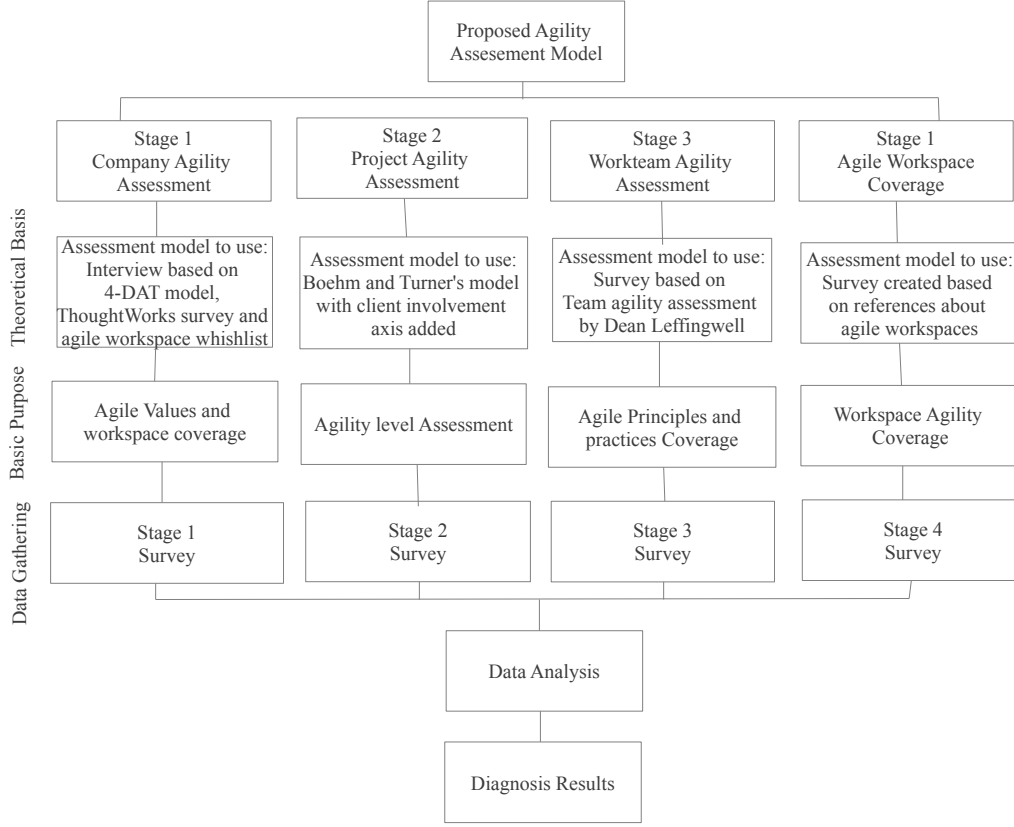 Proposed Agility
Assesement Model
Stage 1
Company Agility
Assessment
Stage 2
Project Agility
Assessment
Stage 3
Workteam Agility
Assessment
Stage 1
Agile Workspace
Coverage
Theoretical Basis
Assessment model to use:
Interview based on
4-DAT model,
ThoughtWorks survey and
agile workspace whishlist
Assessment model to use:
Boehm and Turner's model
with client involvement
axis added
Assessment model to use:
Survey based on
Team agility assessment
by Dean Leffingwell
Assessment model to use:
Survey created based
on references about
agile workspaces
Basic Purpose
Agile Values and
workspace coverage
Agility level Assessment
Agile Principles and
practices Coverage
Workspace Agility
Coverage
Data Gathering
Stage 1
Survey
Stage 2
Survey
Stage 3
Survey
Stage 4
Survey
Data Analysis
Diagnosis Results